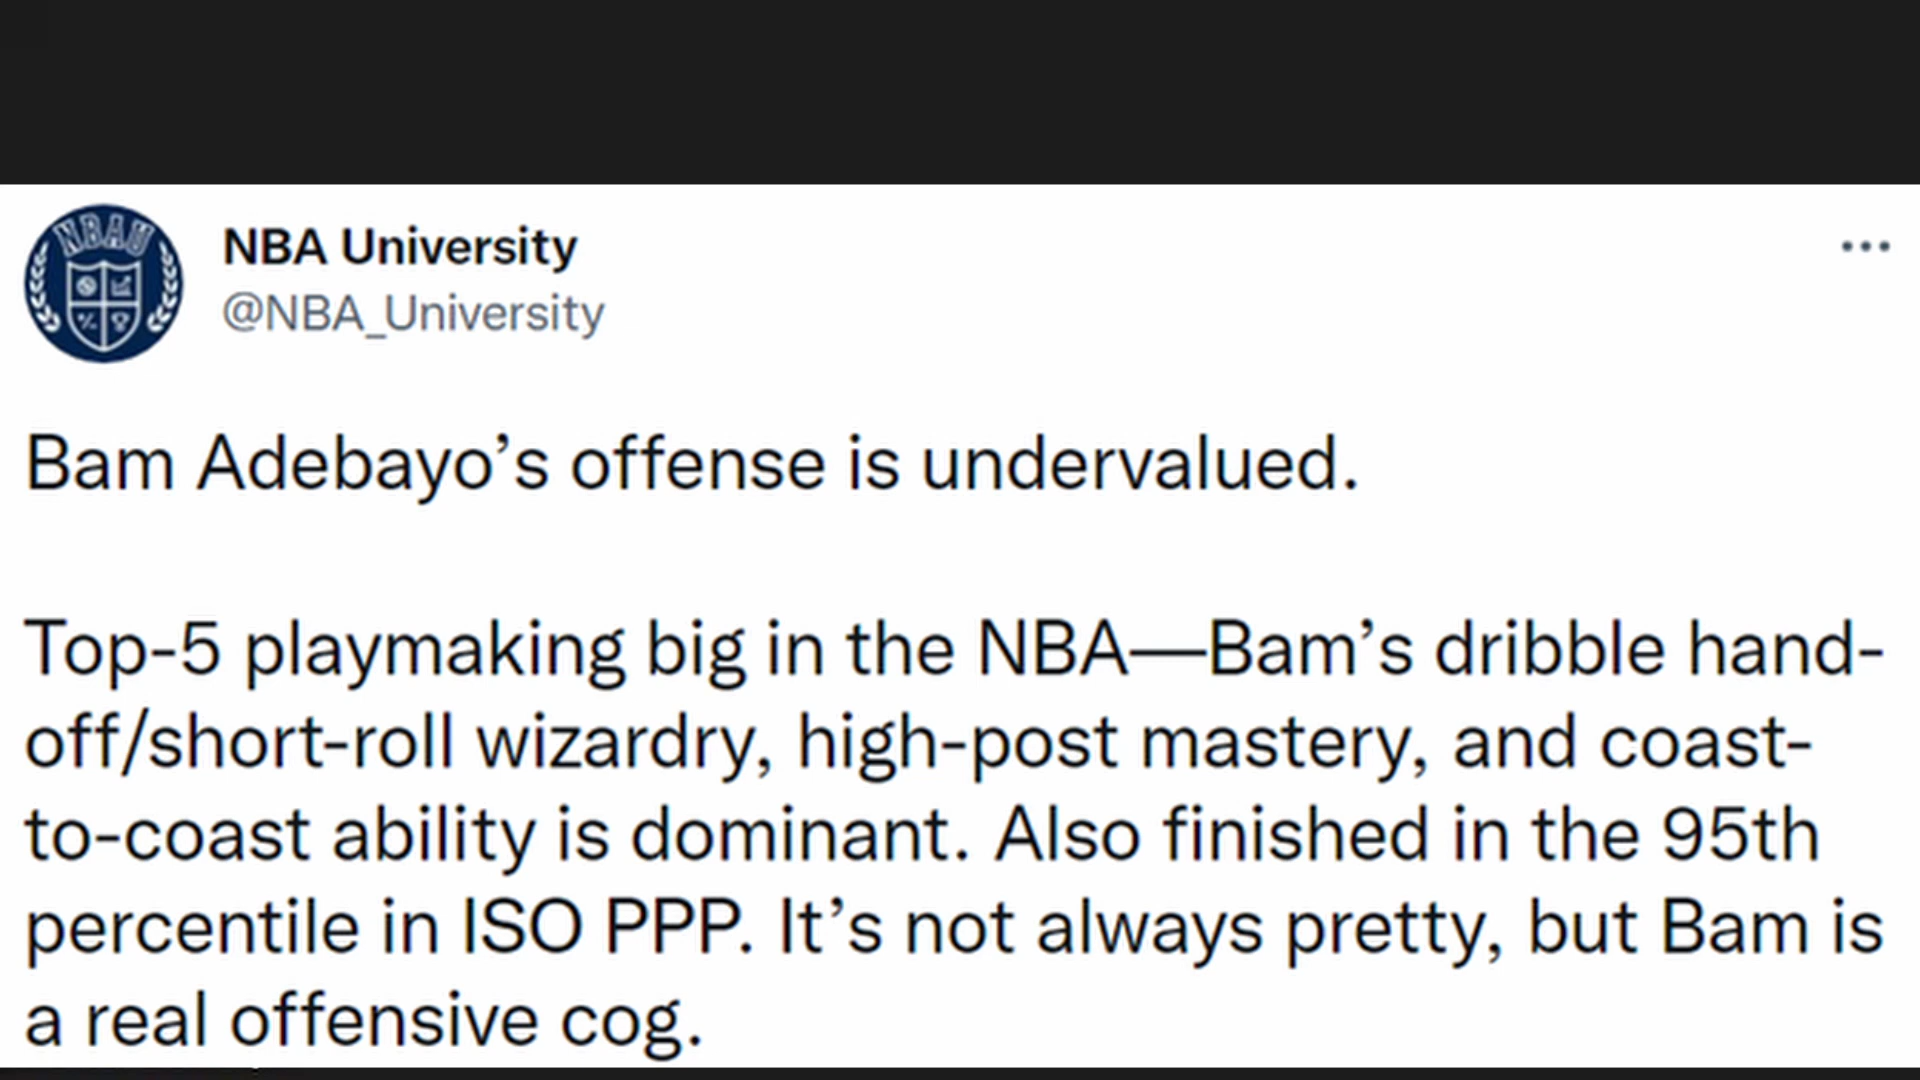 NBAU
NBA University
@NBA_University
Bam Adebayo’s offense is undervalued.
Top-5 playmaking big in the NBA—Bam’s dribble hand-
off/short-roll wizardry, high-post mastery, and coast-
to-coast ability is dominant. Also finished in the 95th
percentile in ISO PPP. It’s not always pretty, but Bam is
a real offensive cog.